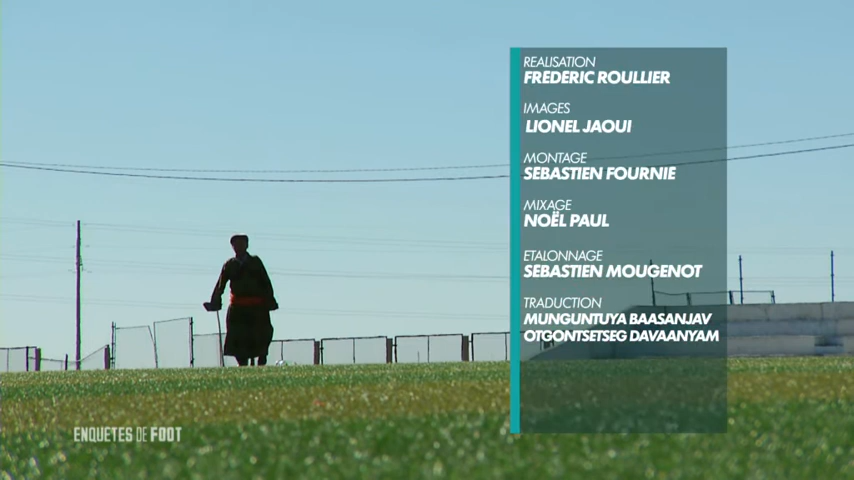 REALISATION
FREDERIC ROULLIER
IMAGES
LIONEL JAOUI
MONTAGE
SEBASTIEN FOURNIE
MIXAGE
NOËL PAUL
ETALONNAGE
SEBASTIEN MOUGENOT
TRADUCTION
MUNGUNTUYA BAASANJAV
OTGONTSETSEG DAVAANYAM
ENQUETES DE FOOT